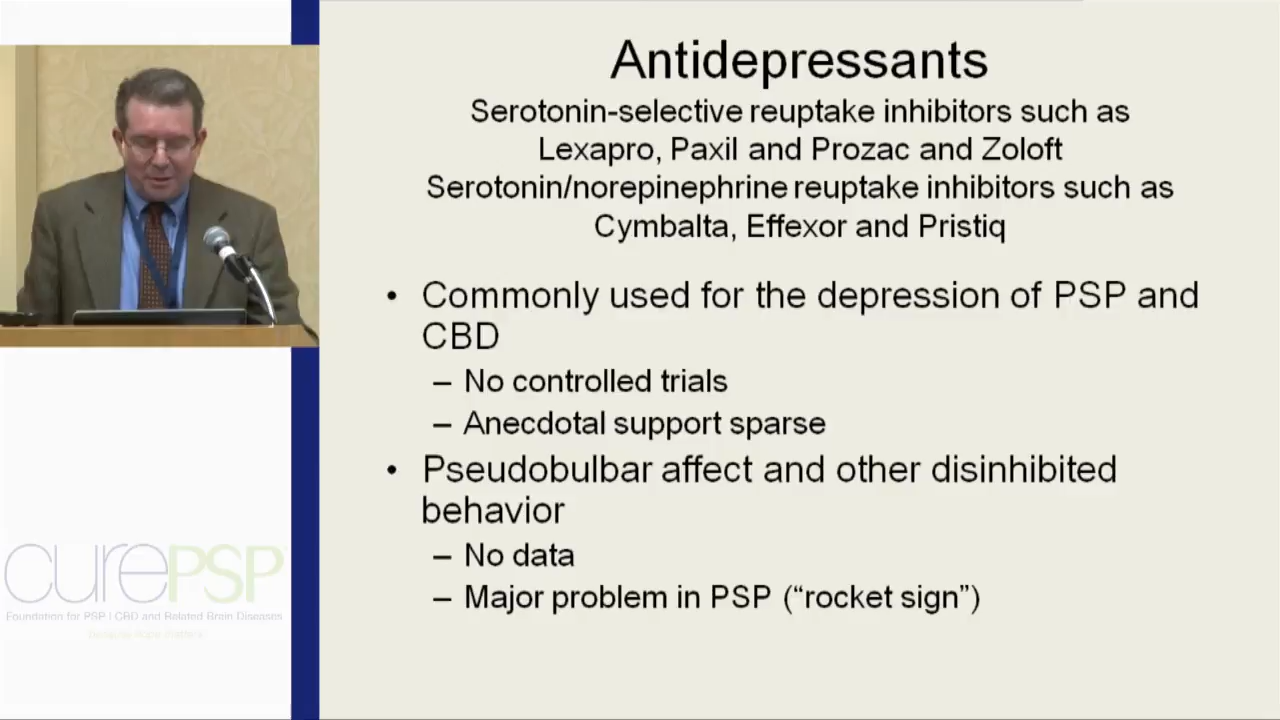 Antidepressants
Serotonin-selective reuptake inhibitors such as
Lexapro, Paxil and Prozac and Zoloft
Serotonin/norepinephrine reuptake inhibitors such as
Cymbalta, Effexor and Pristiq
• Commonly used for the depression of PSP and
CBD
– No controlled trials
– Anecdotal support sparse
• Pseudobulbar affect and other disinhibited
behavior
– No data
– Major problem in PSP (“rocket sign”)
curePSP
Foundation for PSP | CBD and Related Brain Diseases